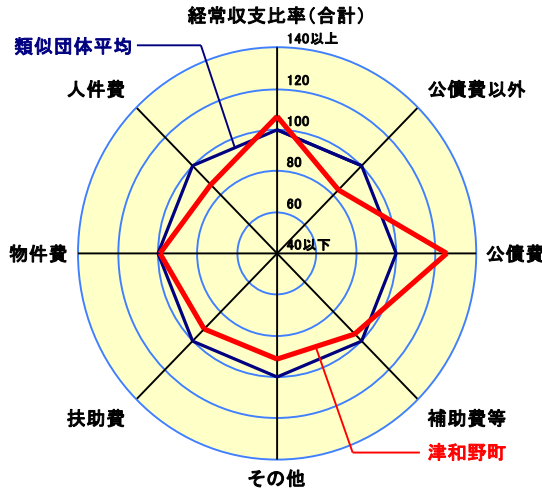 経常収支比率(合計)
140以上
類似団体平均
120
人件費
公債費以外
100
80
60
40以下
物件費
公債費
扶助費
補助費等
津和野町
その他